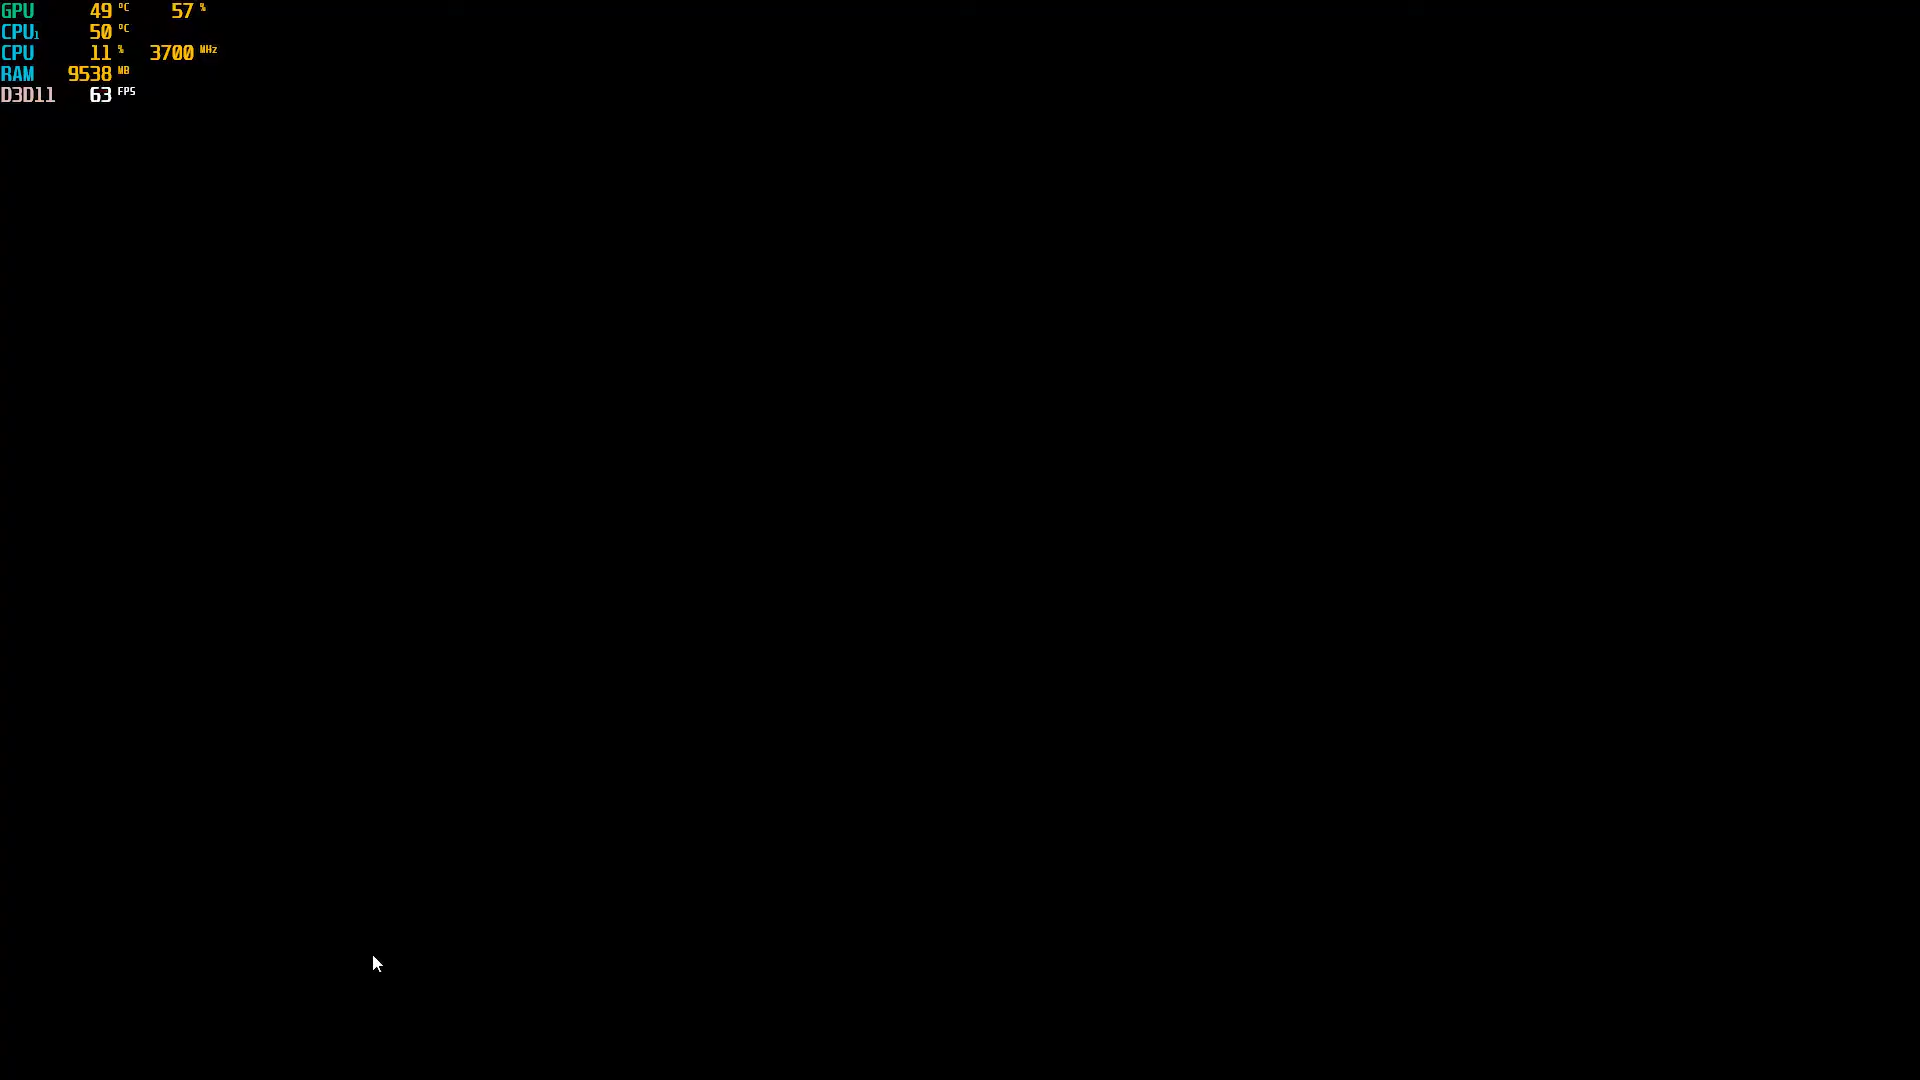 GPU 49 °C 57 %
CPU1 50 °C
CPU 11 % 3700 MHz
RAM 9538 MB
D3D11 63 FPS